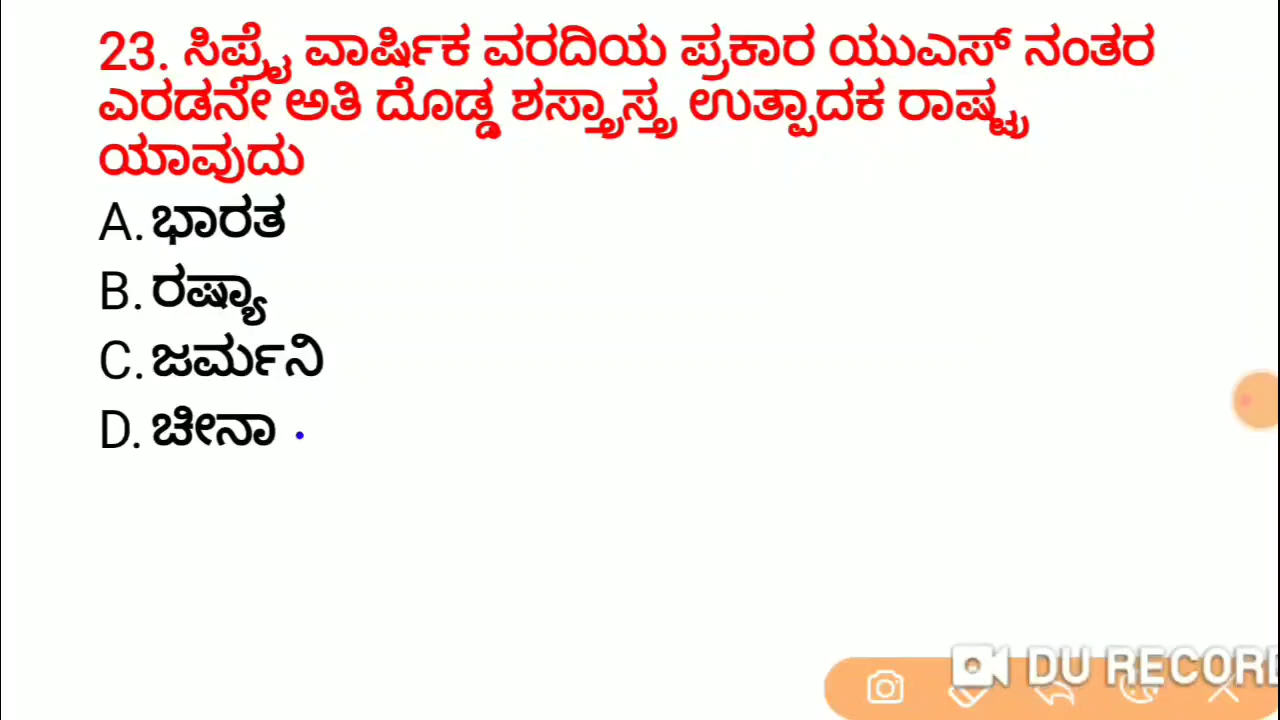 23. ಸಿಪ್ರೈ ವಾರ್ಷಿಕ ವರದಿಯ ಪ್ರಕಾರ ಯುಎಸ್ ನಂತರ
ಎರಡನೇ ಅತಿ ದೊಡ್ಡ ಶಸ್ತ್ರಾಸ್ತ್ರ ಉತ್ಪಾದಕ ರಾಷ್ಟ್ರ
ಯಾವುದು
A. ಭಾರತ
B. ರಷ್ಯಾ
C. ಜರ್ಮನಿ
D. ಚೀನಾ
DU RECORD